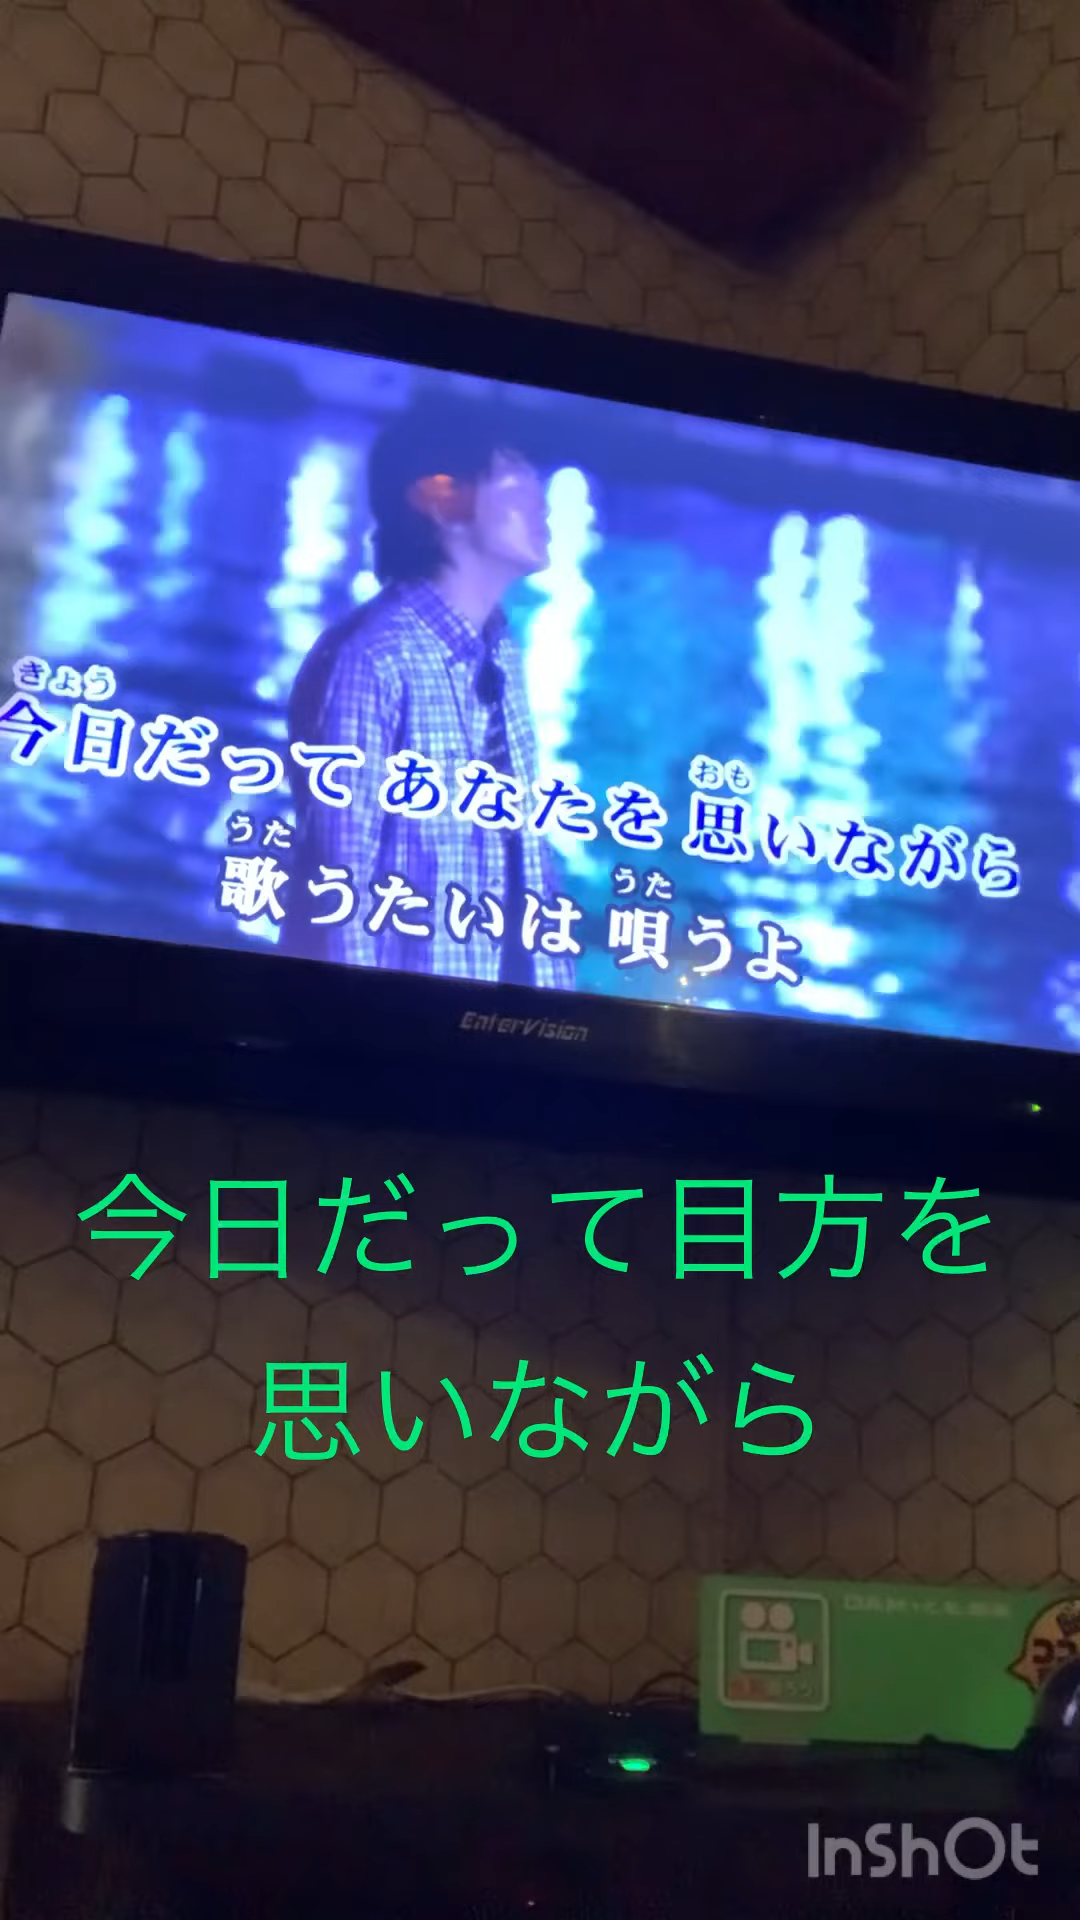 きょう
今日だって あなたを 思いながら
おも
うた
うた
歌うたいは 唄うよ
EnterVision
今日だって目方を
思いながら
InShOt